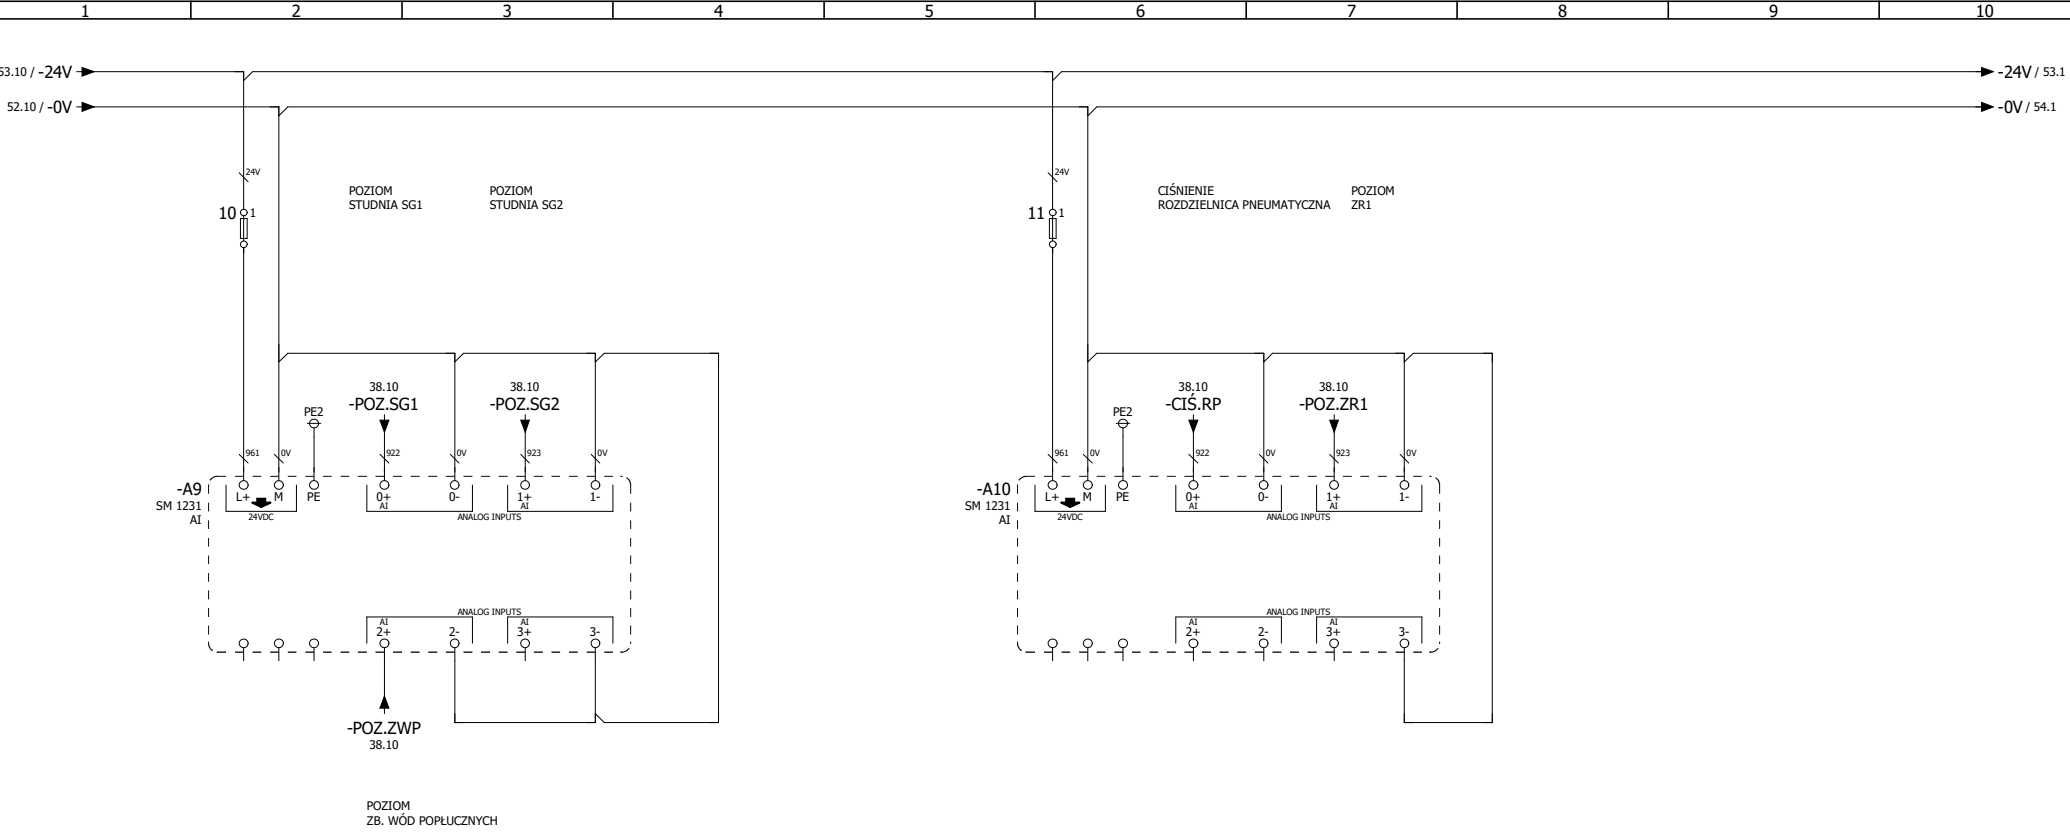 1 2 3 4 5 6 7 8 9 10
53.10 / -24V
-24V / 53.1
52.10 / -0V
-0V / 54.1
24V
24V
POZIOM
STUDNIA SG1
POZIOM
STUDNIA SG2
CIŚNIENIE
ROZDZIELNICA PNEUMATYCZNA
POZIOM
ZR1
10 1
11 1
38.10
-POZ.SG1
38.10
-POZ.SG2
PE2
38.10
-CIŚ.RP
38.10
-POZ.ZR1
PE2
961 0V 922 0V 923 0V
961 0V 922 0V 923 0V
-A9
SM 1231
AI
L+ M PE 0+ 0- 1+ 1-
AI AI
24VDC ANALOG INPUTS
-A10
SM 1231
AI
L+ M PE 0+ 0- 1+ 1-
AI AI
24VDC ANALOG INPUTS
ANALOG INPUTS
AI AI
2+ 2- 3+ 3-
ANALOG INPUTS
AI AI
2+ 2- 3+ 3-
-POZ.ZWP
38.10
POZIOM
ZB. WÓD POPŁUCZNYCH